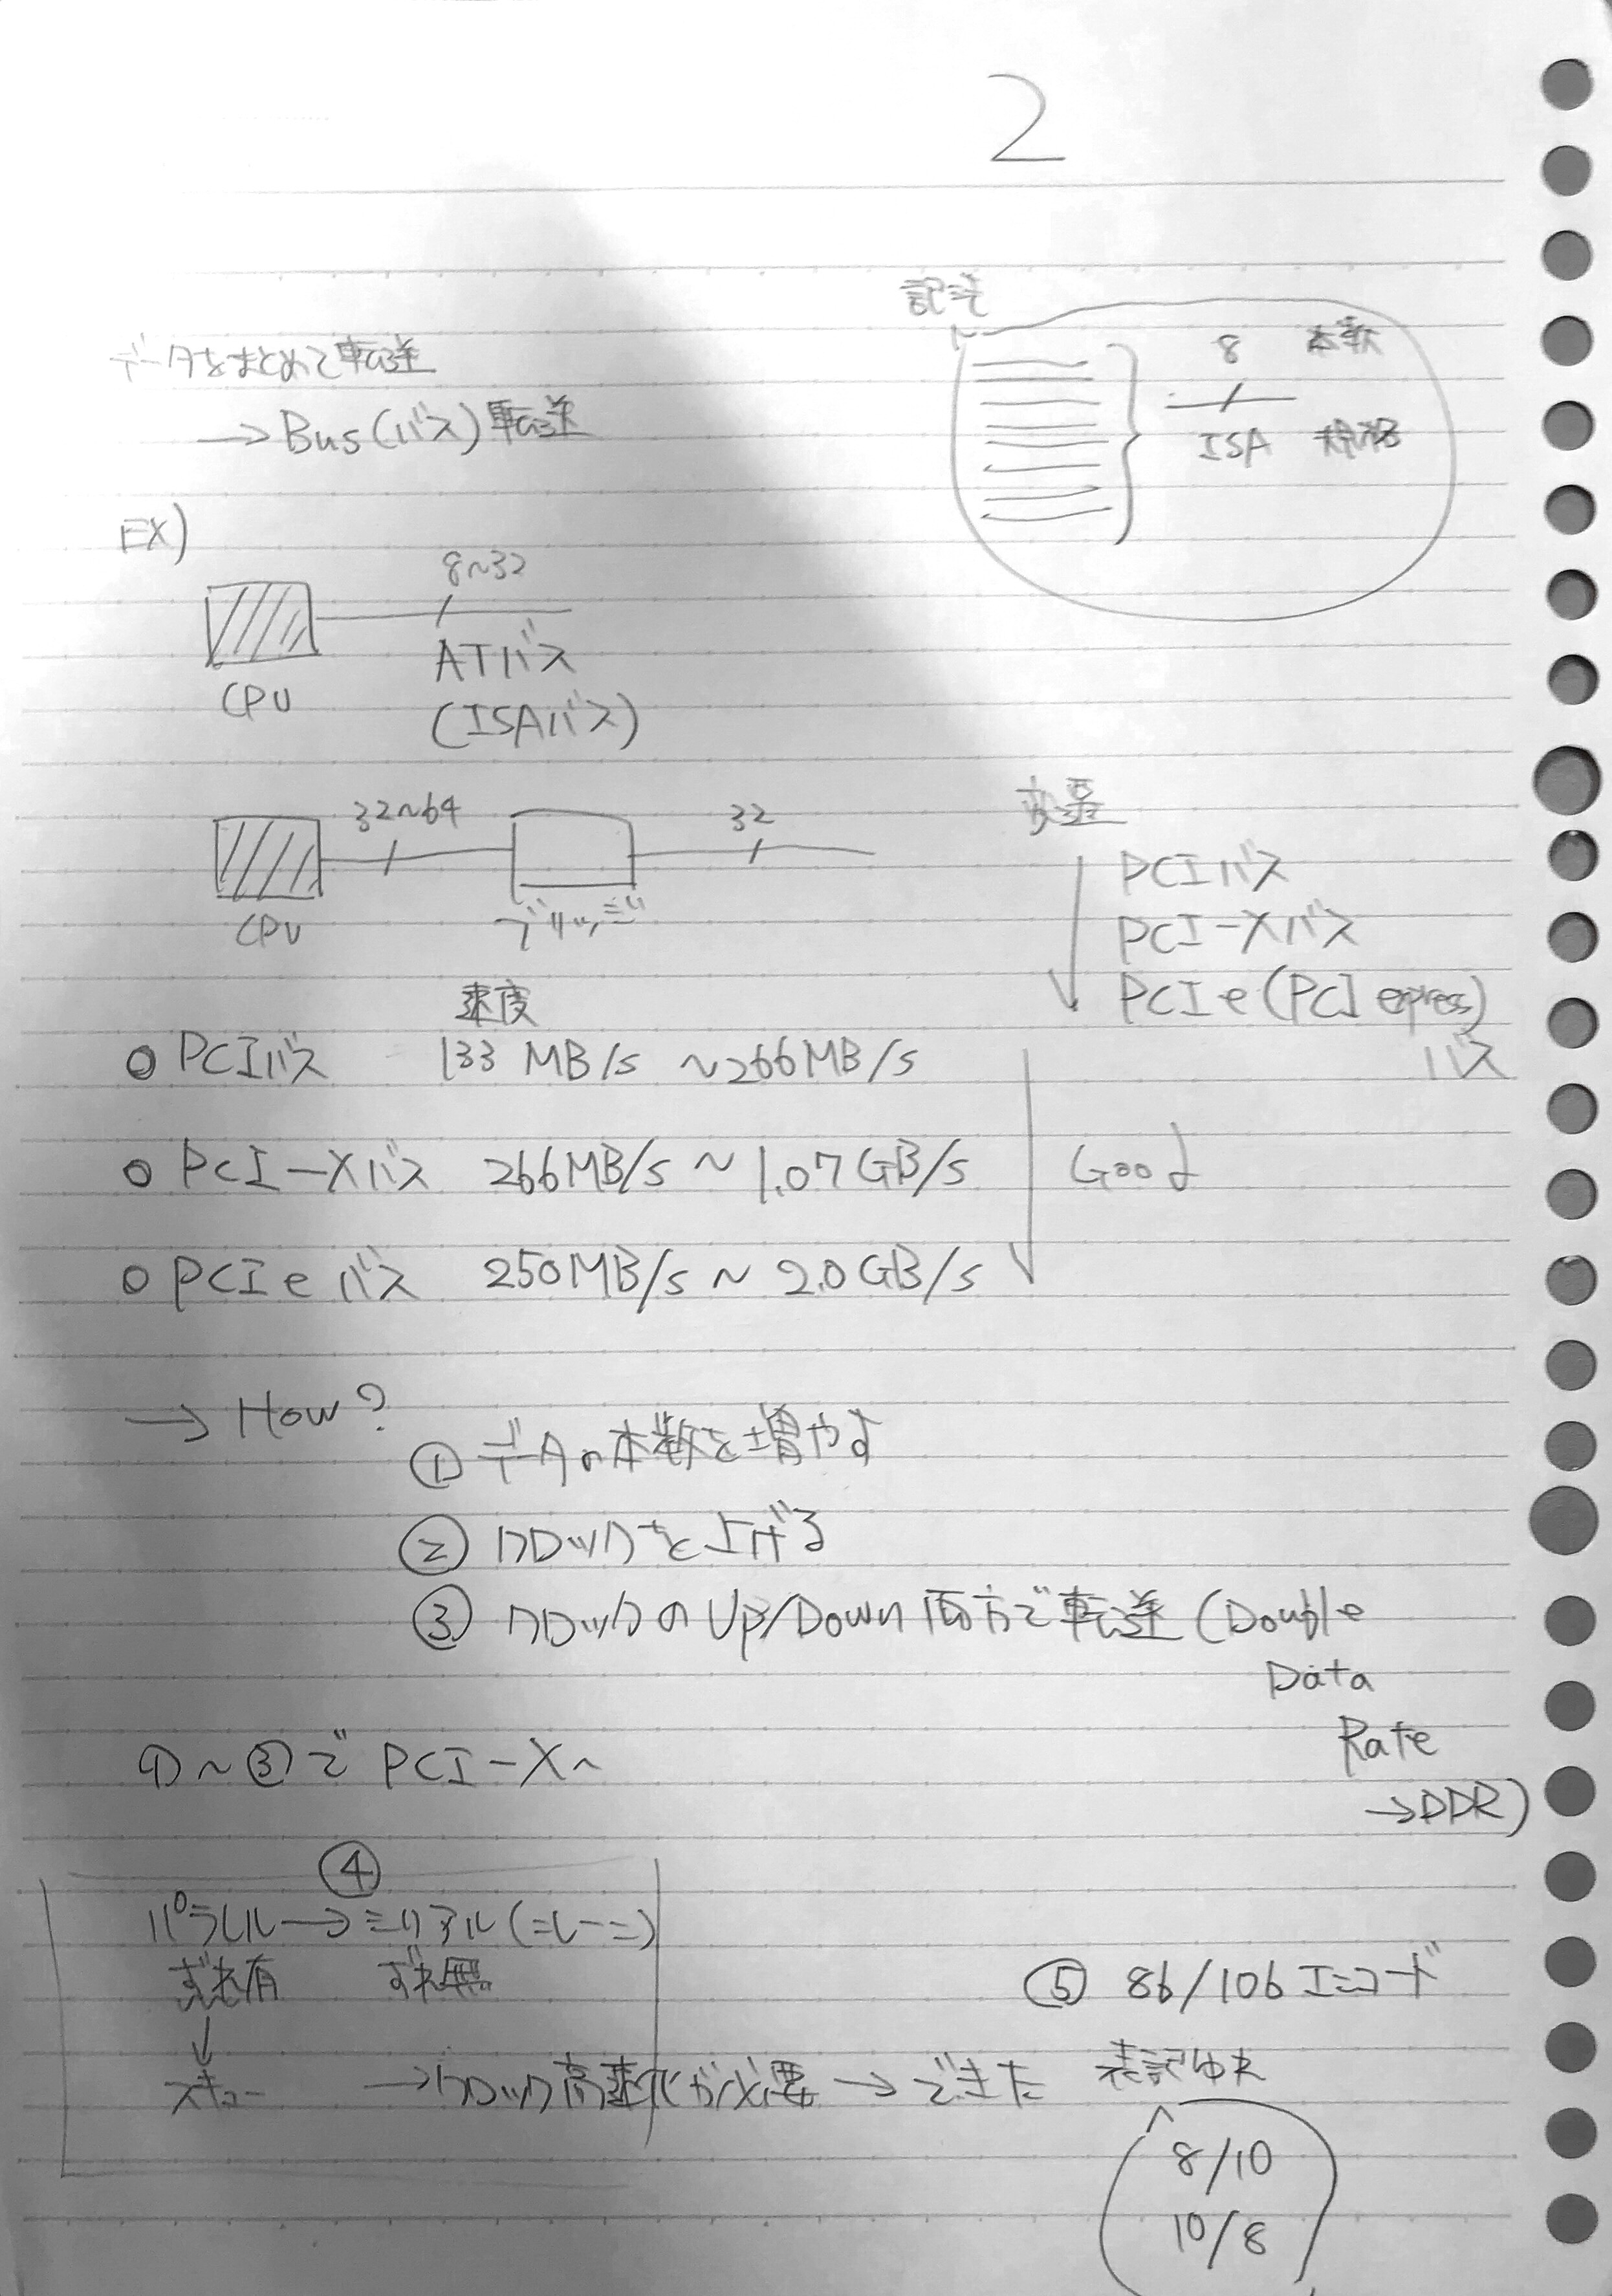 2
データをまとめて転送
→Bus(バス)転送
記法
8 本数
ISA 規格
EX)
8~32
CPU
ATバス
(ISAバス)
32~64
32
CPU
ブリッジ
変遷
PCIバス
PCI-Xバス
PCIe(PCI express)
バス
速度
○ PCIバス 133 MB/s ~266MB/s
○ PCI-Xバス 266MB/s ~ 1.07GB/s
Good
○ PCIe バス 250MB/s ~ 2.0GB/s
→ How?
① データの本数を増やす
② クロックを上げる
③ クロックのUp/Downの両方で転送 (Double
Data
Rate
→DDR)
①~③で PCI-Xへ
④
パラレル→シリアル(=レーン)
ずれ有 ずれ無
↓
スキュー
→クロック高速化が必要→できた
⑤ 8b/10b エンコード
表記ゆれ
8/10
10/8